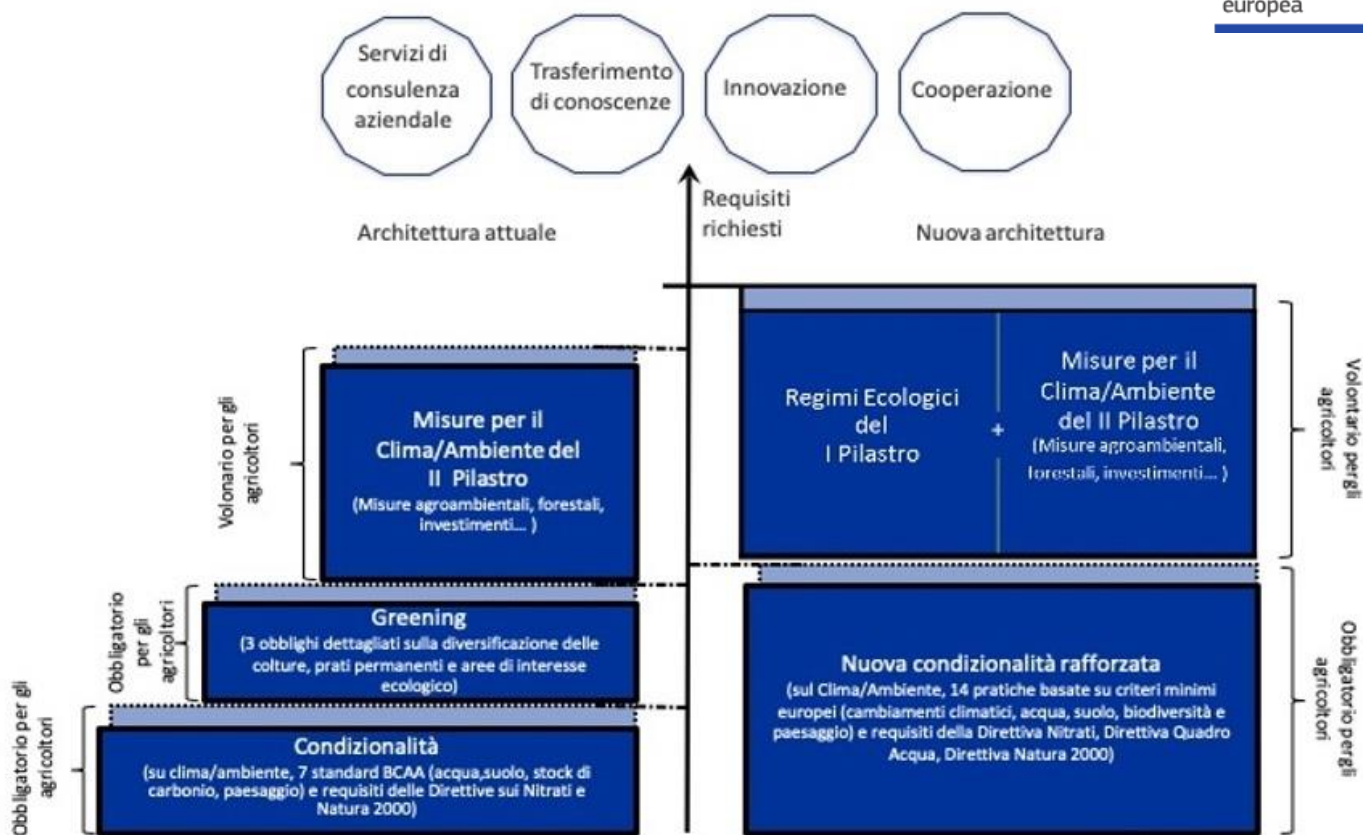 europea
Servizi di
consulenza
aziendale
Trasferimento
di conoscenze
Innovazione
Cooperazione
Requisiti
richiesti
Architettura attuale
Nuova architettura
Volonario per gli
agricoltori
Misure per il
Clima/Ambiente del
II Pilastro
(Misure agroambientali, forestali,
investimenti... )
Obbligatorio
per gli
agricoltori
Greening
(3 obblighi dettagliati sulla diversificazione delle
colture, prati permanenti e aree di interesse
ecologico)
Obbligatorio per gli
agricoltori
Condizionalità
(su clima/ambiente, 7 standard BCAA (acqua,suolo, stock di
carbonio, paesaggio) e requisiti delle Direttive sui Nitrati e
Natura 2000)
Regimi Ecologici
del
I Pilastro
+
Misure per il
Clima/Ambiente
del II Pilastro
(Misure agroambientali,
forestali, investimenti... )
Volontario per gli
agricoltori
Nuova condizionalità rafforzata
(sul Clima/Ambiente, 14 pratiche basate su criteri minimi
europei (cambiamenti climatici, acqua, suolo, biodiversità e
paesaggio) e requisiti della Direttiva Nitrati, Direttiva Quadro
Acqua, Direttiva Natura 2000)
Obbligatorio per gli
agricoltori